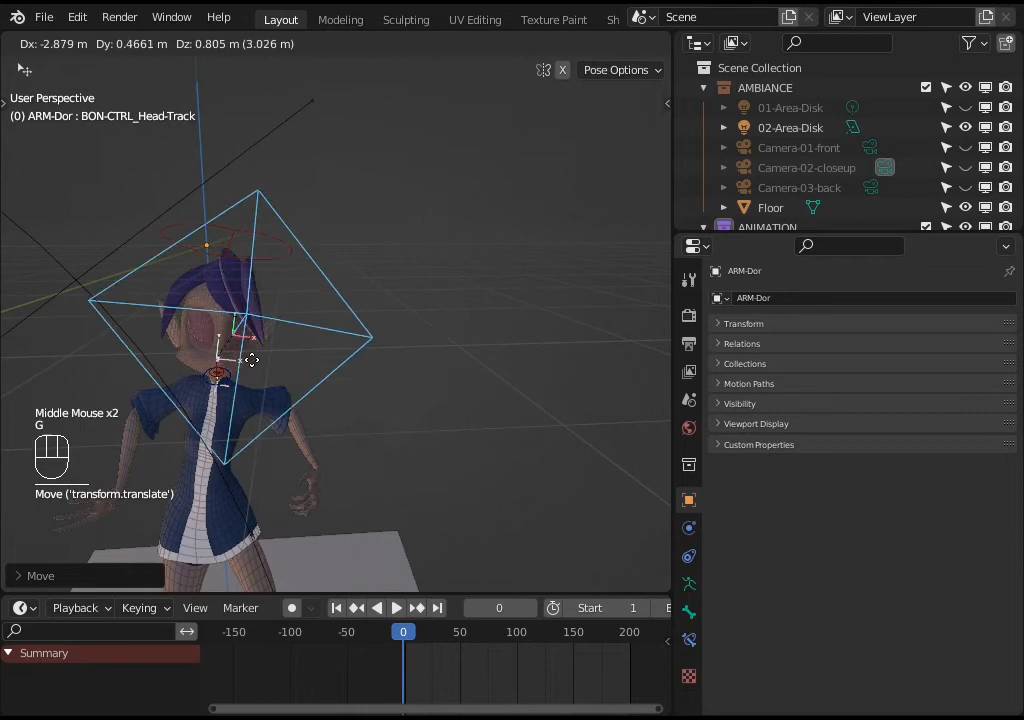 File Edit Render Window Help Layout Modeling Sculpting UV Editing Texture Paint Sh Scene ViewLayer
Dx: -2.879 m Dy: 0.4661 m Dz: 0.805 m (3.026 m)
X Pose Options
User Perspective
(0) ARM-Dor : BON-CTRL_Head-Track
Middle Mouse x2
G
Move ('transform.translate')
Move
Scene Collection
AMBIANCE
01-Area-Disk
02-Area-Disk
Camera-01-front
Camera-02-closeup
Camera-03-back
Floor
ANIMATION
ARM-Dor
ARM-Dor
Transform
Relations
Collections
Motion Paths
Visibility
Viewport Display
Custom Properties
Playback Keying View Marker 0 Start 1 E
-150 -100 -50 0 50 100 150 200
Summary